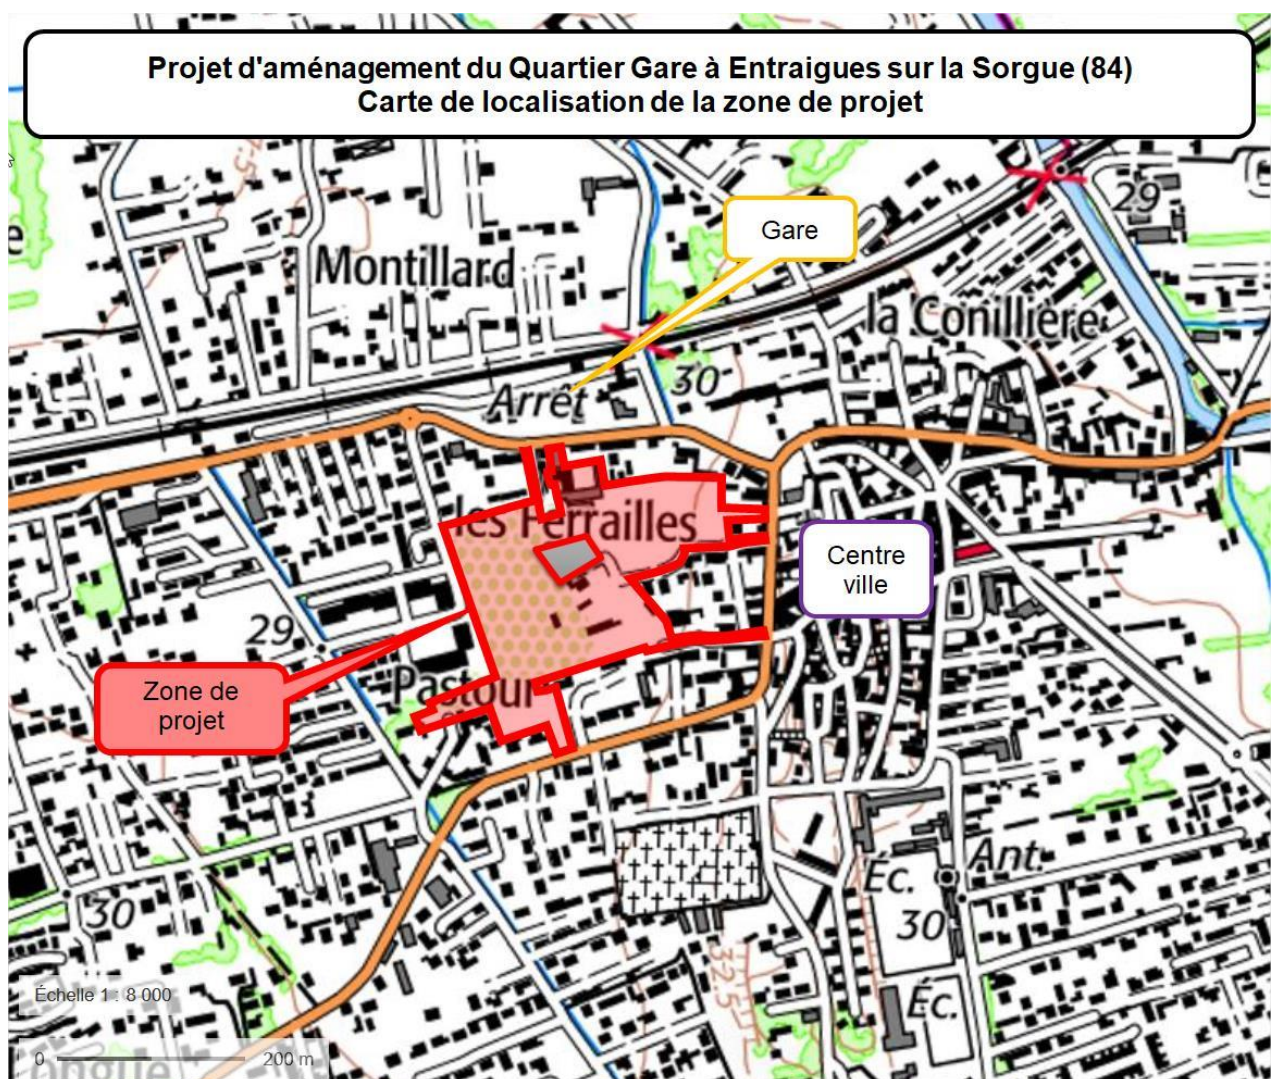 Projet d'aménagement du Quartier Gare à Entraigues sur la Sorgue (84)
Carte de localisation de la zone de projet
29
Gare
Montillard
la Conillière
30
Arrêt
les Ferrailles
Centre
ville
29
Zone de
projet
Pastour
Ant.
Éc.
30
30
32.5
Échelle 1 : 8 000
Éc.
0
200 m